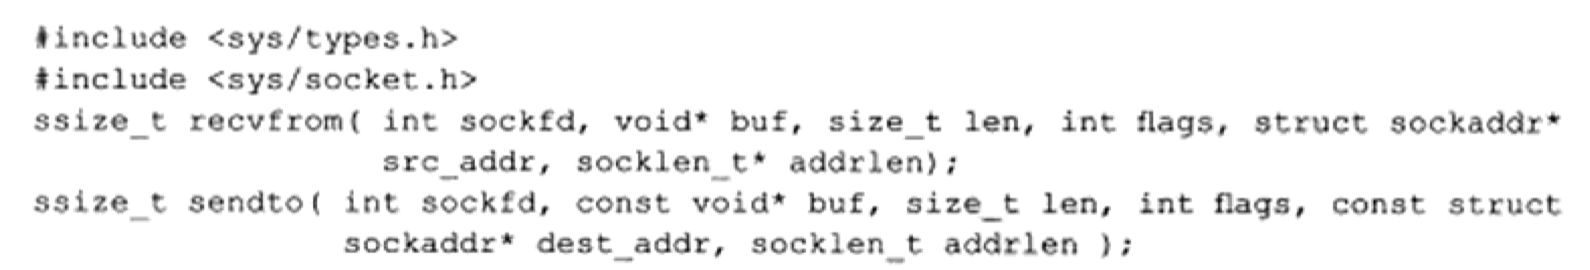 #include <sys/types.h>
#include <sys/socket.h>
ssize_t recvfrom( int sockfd, void* buf, size_t len, int flags, struct sockaddr*
src_addr, socklen_t* addrlen);
ssize_t sendto( int sockfd, const void* buf, size_t len, int flags, const struct
sockaddr* dest_addr, socklen_t addrlen );